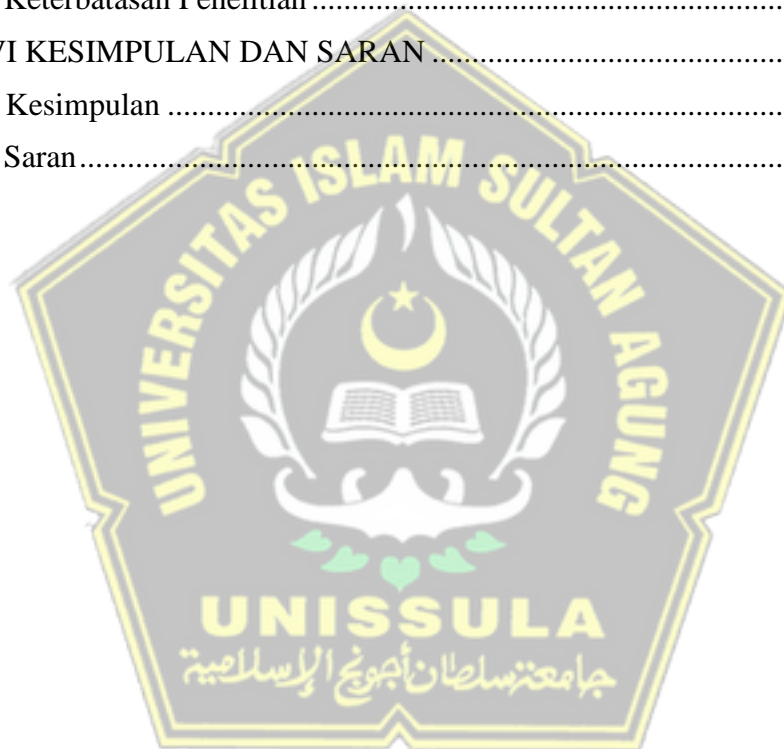 Keterbatasan Penelitian.......................................................................
VI KESIMPULAN DAN SARAN .....................................................
Kesimpulan .........................................................................................
Saran....................................................................................................
UNIVERSITAS ISLAM SULTAN AGUNG
UNISSULA
جامعة سلطان أجونج الإسلامية